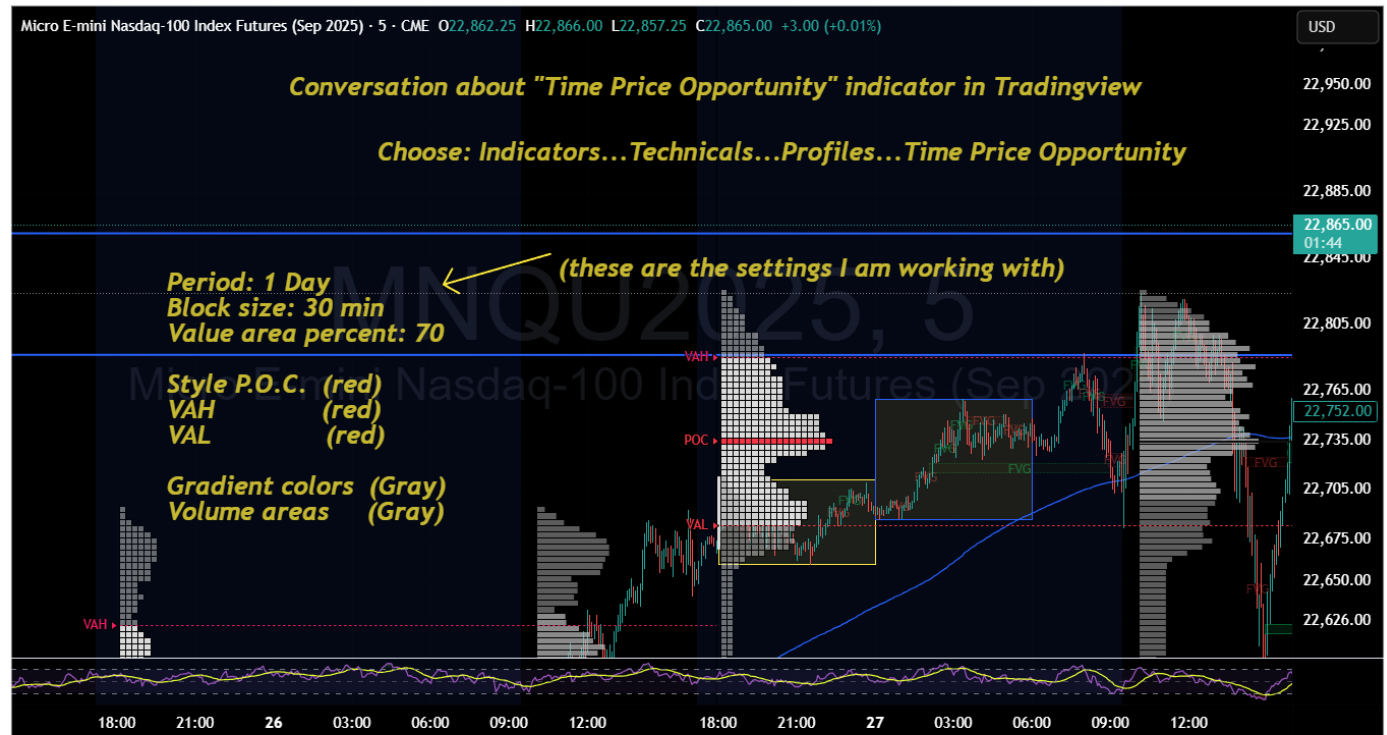 Micro E-mini Nasdaq-100 Index Futures (Sep 2025) · 5 · CME O22,862.25 H22,866.00 L22,857.25 C22,865.00 +3.00 (+0.01%)
USD
Conversation about "Time Price Opportunity" indicator in Tradingview
22,950.00
22,925.00
Choose: Indicators...Technicals...Profiles...Time Price Opportunity
22,885.00
22,865.00
01:44
22,845.00
(these are the settings I am working with)
Period: 1 Day
Block size: 30 min
Value area percent: 70
MNQU2025, 5
22,805.00
VAH
Micro E-mini Nasdaq-100 Index Futures (Sep 202
Style P.O.C. (red)
VAH (red)
VAL (red)
22,765.00
22,752.00
POC
22,735.00
FVG
FVG
FVG
FVG
Gradient colors (Gray)
Volume areas (Gray)
22,705.00
VAL
22,675.00
22,650.00
FVG
VAH
22,626.00
18:00 21:00 26 03:00 06:00 09:00 12:00 18:00 21:00 27 03:00 06:00 09:00 12:00